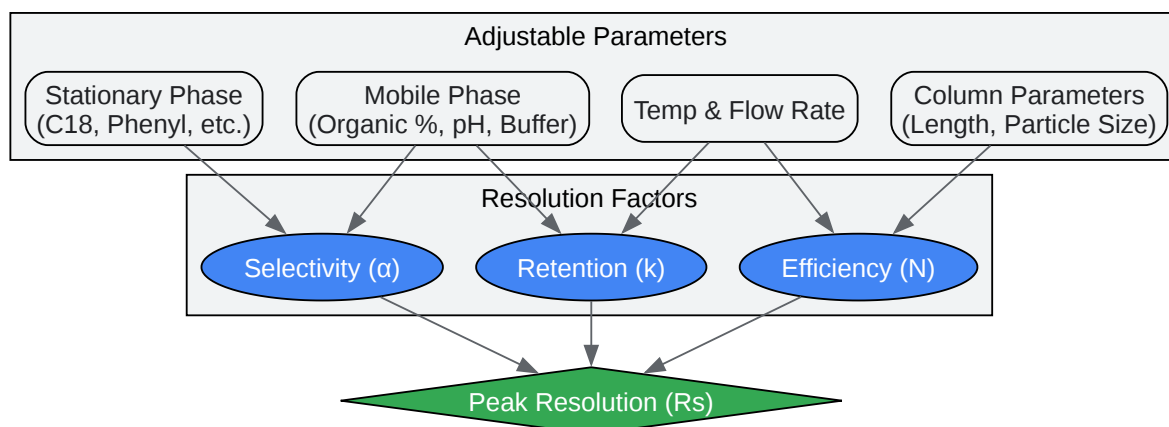 Adjustable Parameters
Stationary Phase
(C18, Phenyl, etc.)
Mobile Phase
(Organic %, pH, Buffer)
Temp & Flow Rate
Column Parameters
(Length, Particle Size)
Resolution Factors
Selectivity (α)
Retention (k)
Efficiency (N)
Peak Resolution (Rs)